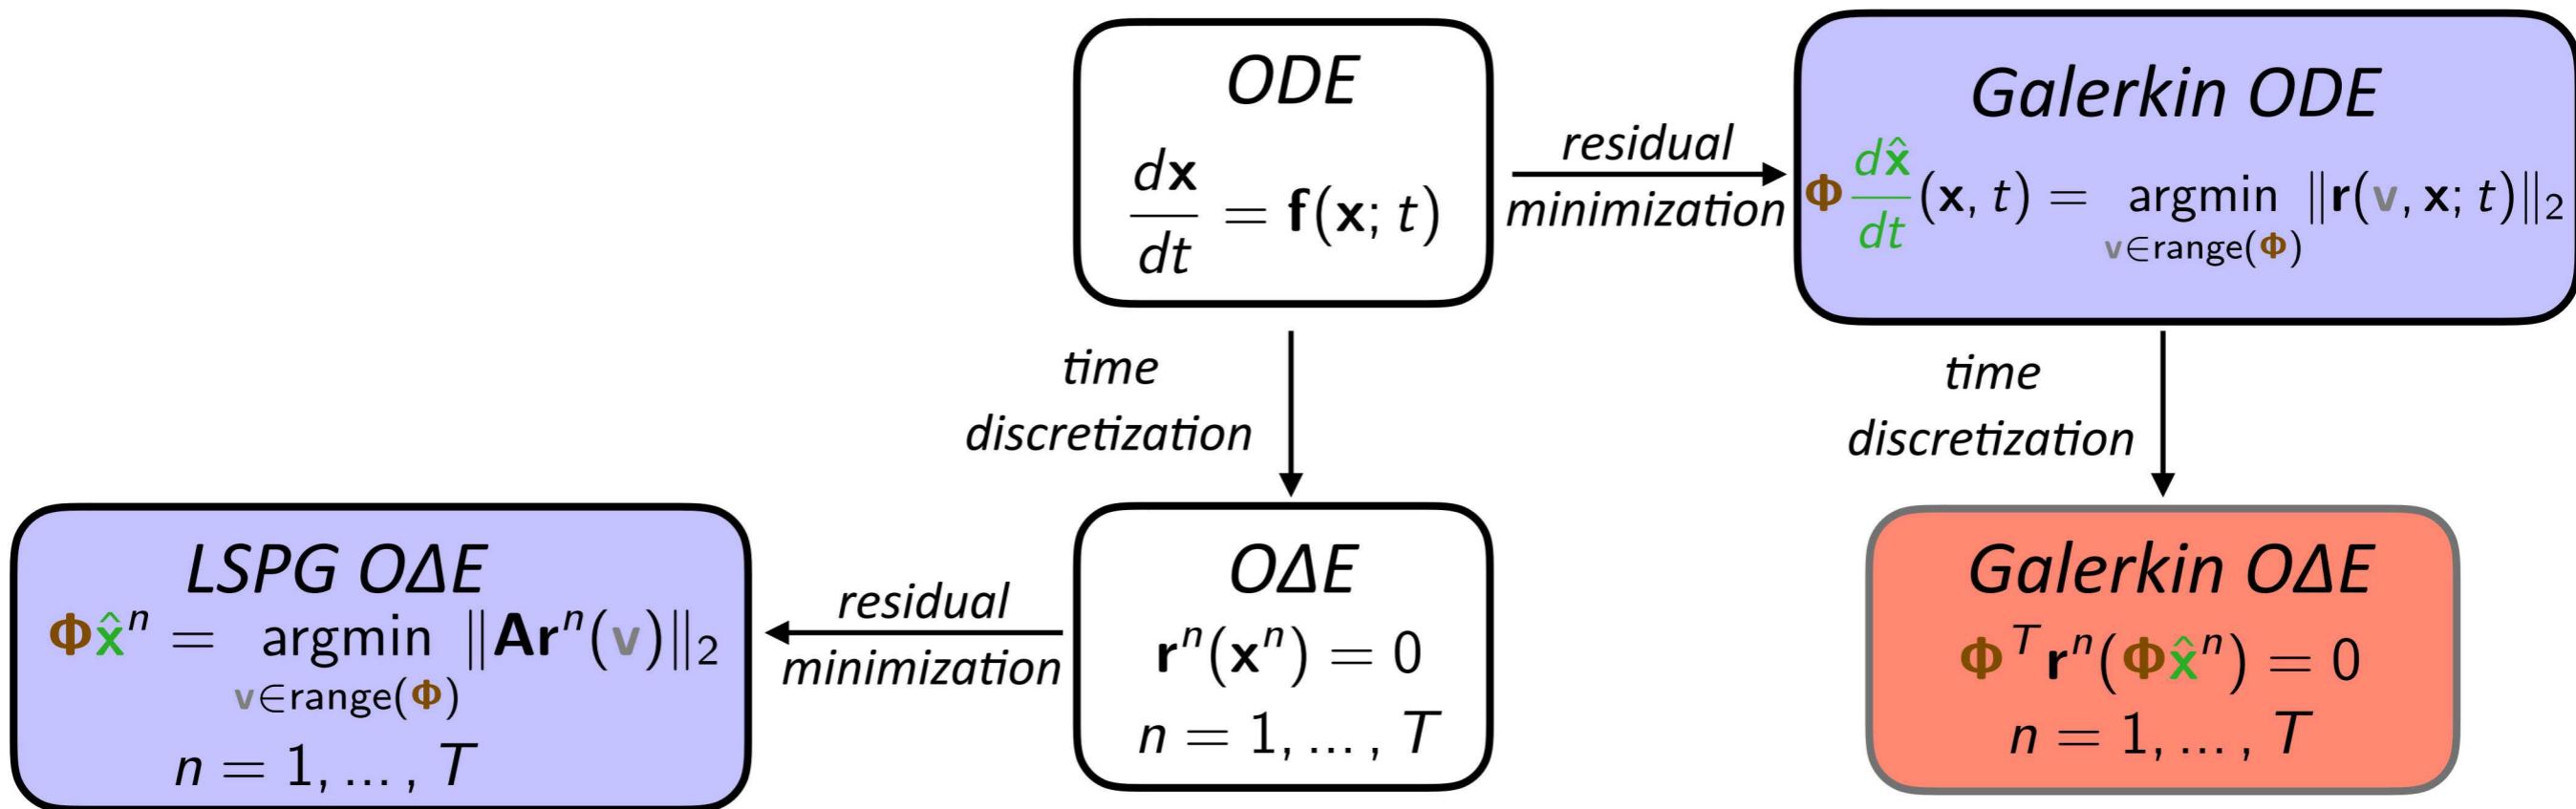 ODE
d𝐱/dt = 𝐟(𝐱; t)
residual
minimization
Galerkin ODE
𝚽 d𝐱̂/dt (𝐱, t) = argmin ‖𝐫(𝐯, 𝐱; t)‖₂
𝐯∈range(𝚽)
time
discretization
time
discretization
LSPG OΔE
𝚽𝐱̂ⁿ = argmin ‖𝐀𝐫ⁿ(𝐯)‖₂
𝐯∈range(𝚽)
n = 1, ... , T
residual
minimization
OΔE
𝐫ⁿ(𝐱ⁿ) = 0
n = 1, ... , T
Galerkin OΔE
𝚽ᵀ𝐫ⁿ(𝚽𝐱̂ⁿ) = 0
n = 1, ... , T